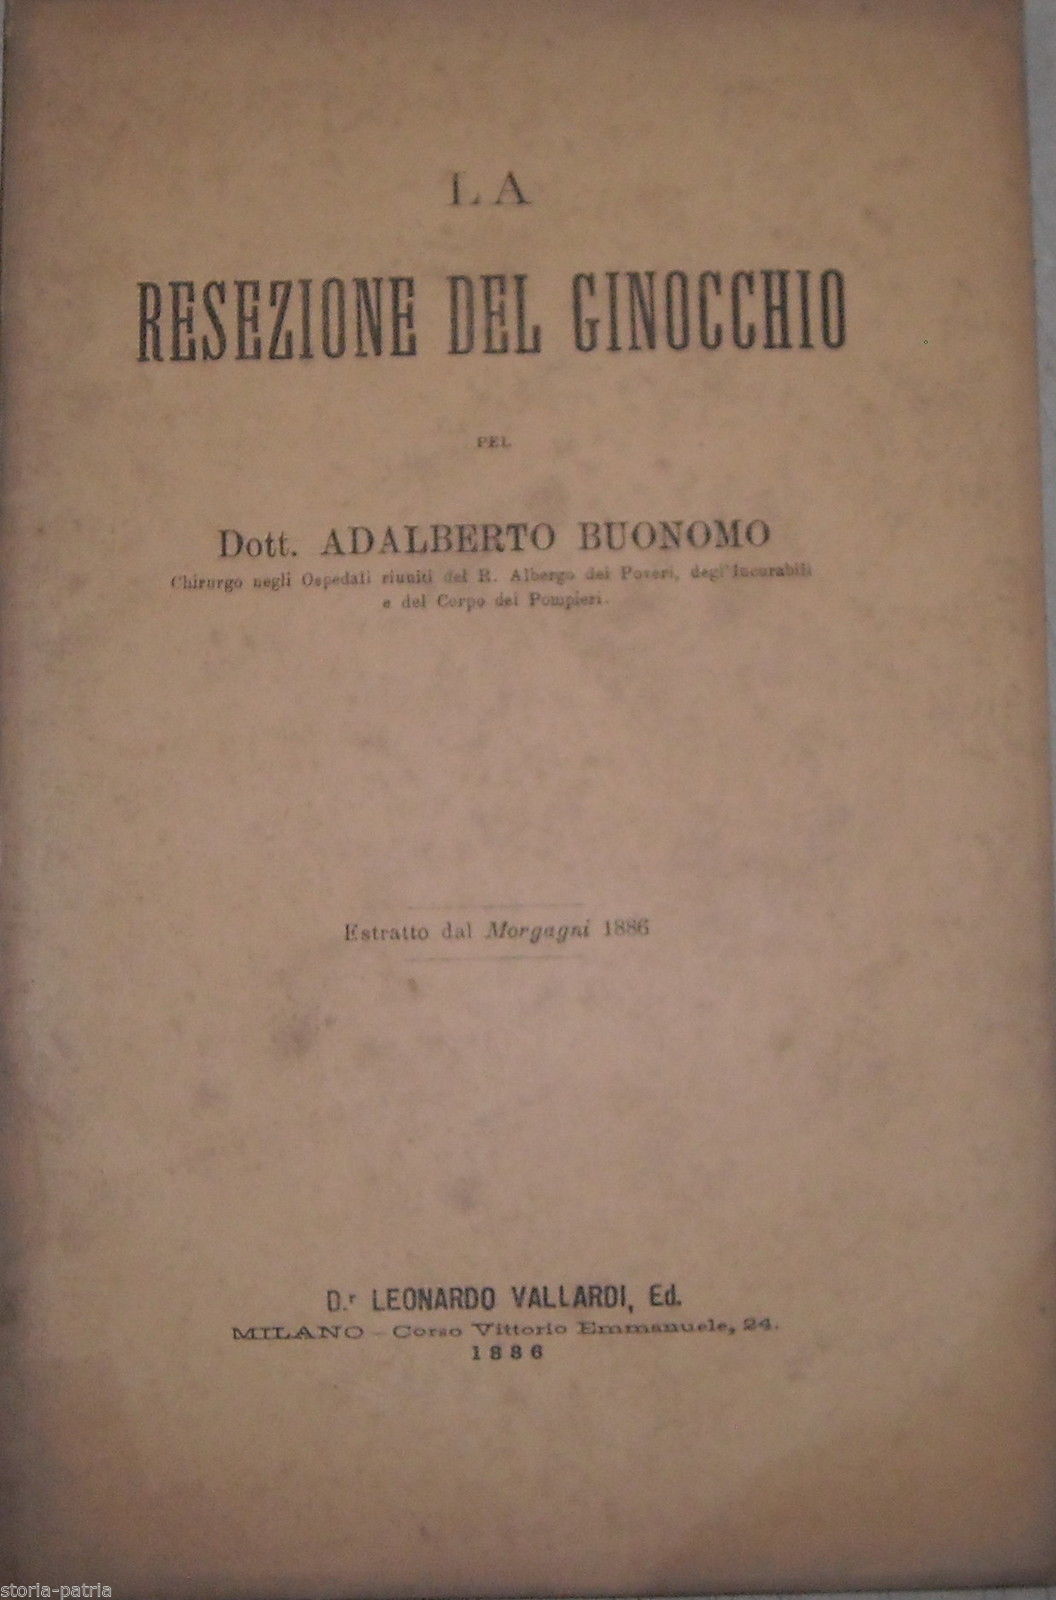 LA
RESEZIONE DEL GINOCCHIO
PEL
Dott. ADALBERTO BUONOMO
Chirurgo negli Ospedali riuniti del R. Albergo dei Poveri, degl'Incurabili
e del Corpo dei Pompieri.
Estratto dal Morgagni 1886
D.r LEONARDO VALLARDI, Ed.
MILANO – Corso Vittorio Emmanuele, 24.
1886
storia-patria